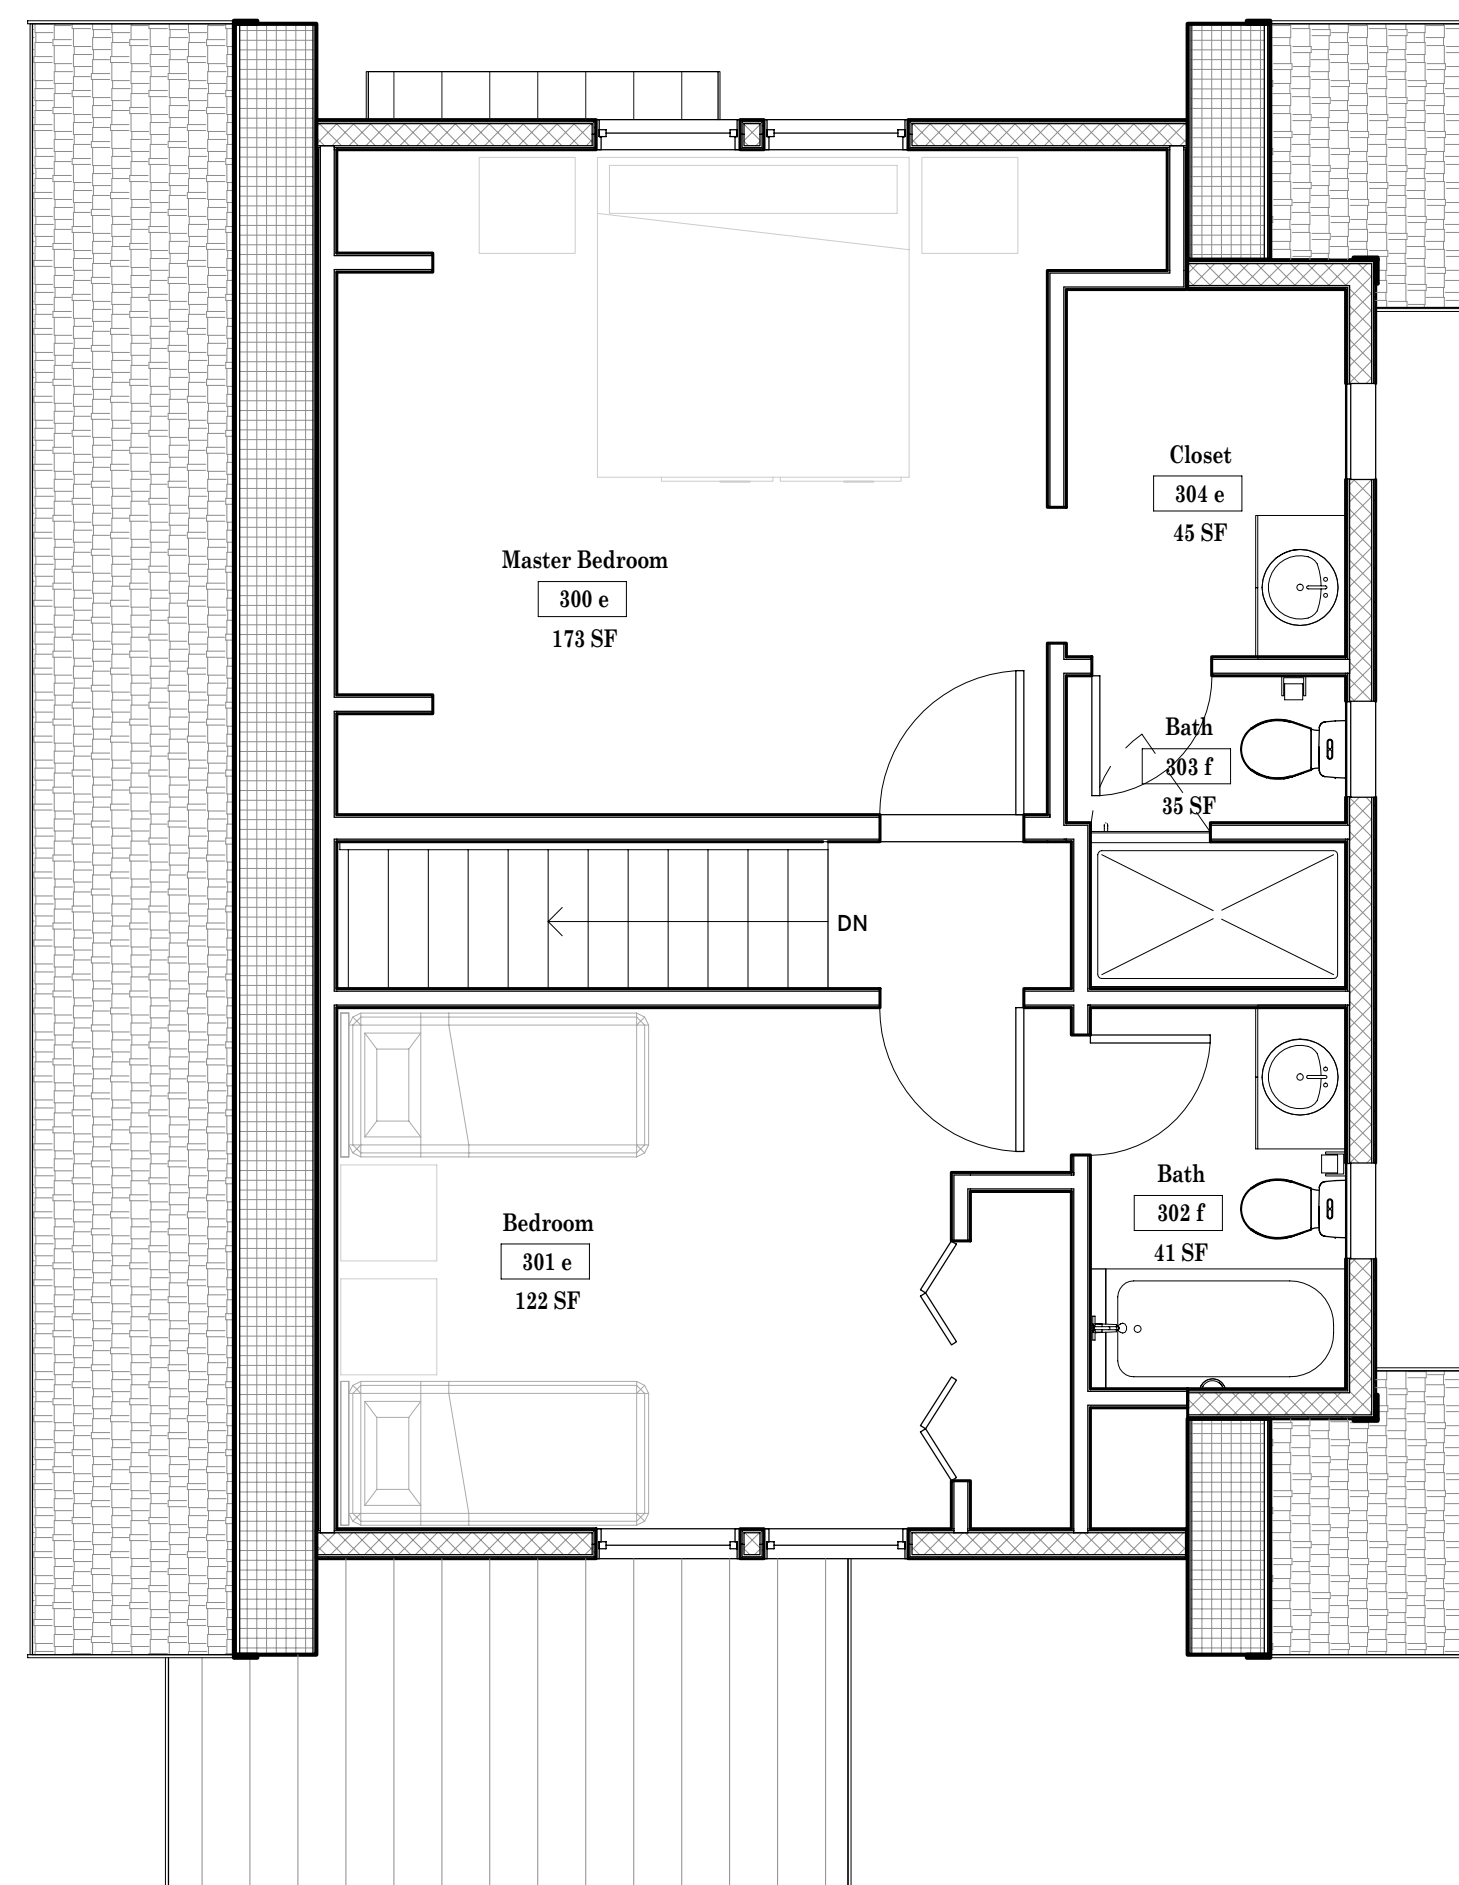 Closet
304 e
45 SF
Master Bedroom
300 e
173 SF
Bath
303 f
35 SF
DN
Bath
302 f
41 SF
Bedroom
301 e
122 SF